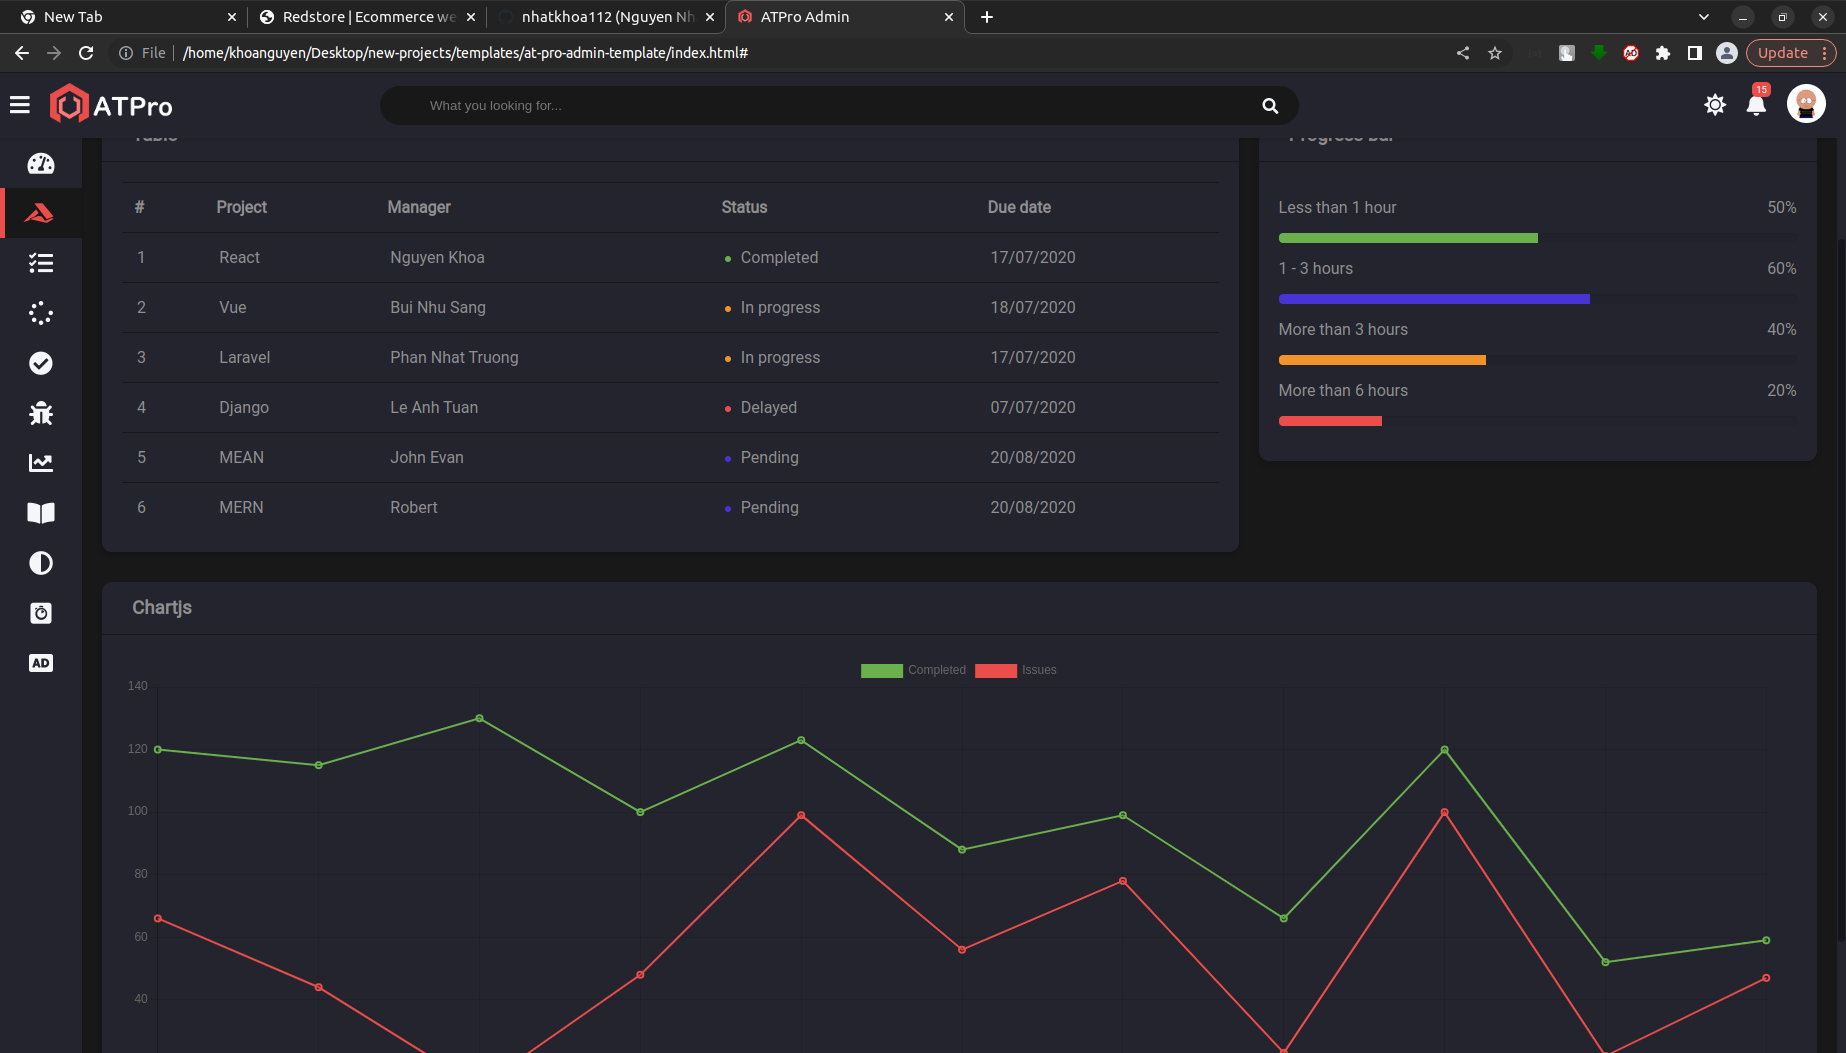 New Tab
Redstore | Ecommerce we
nhatkhoa112 (Nguyen Nh
ATPro Admin
File
/home/khoanguyen/Desktop/new-projects/templates/at-pro-admin-template/index.html#
AD
Update
ATPro
What you looking for...
15
Table
Progress bar
# Project Manager Status Due date
1 React Nguyen Khoa Completed 17/07/2020
2 Vue Bui Nhu Sang In progress 18/07/2020
3 Laravel Phan Nhat Truong In progress 17/07/2020
4 Django Le Anh Tuan Delayed 07/07/2020
5 MEAN John Evan Pending 20/08/2020
6 MERN Robert Pending 20/08/2020
Less than 1 hour 50%
1 - 3 hours 60%
More than 3 hours 40%
More than 6 hours 20%
AD
Chartjs
Completed Issues
140
120
100
80
60
40